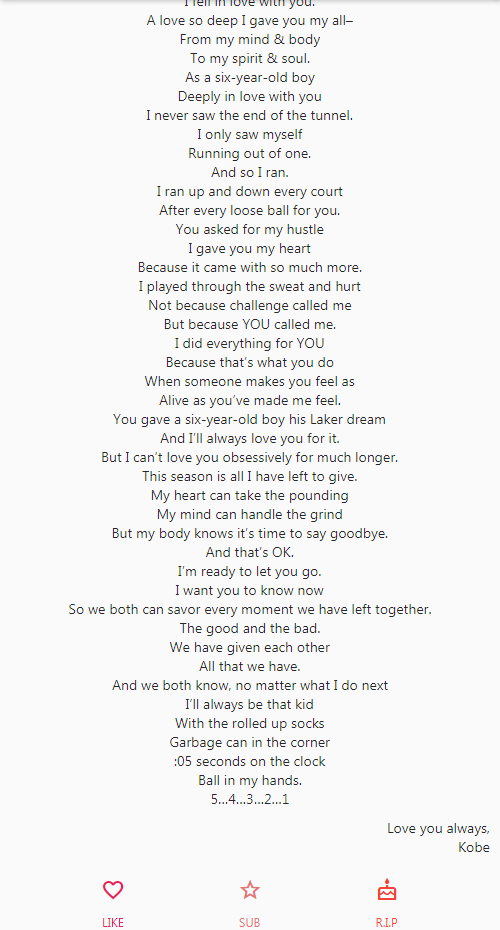 I fell in love with you.
A love so deep I gave you my all–
From my mind & body
To my spirit & soul.
As a six-year-old boy
Deeply in love with you
I never saw the end of the tunnel.
I only saw myself
Running out of one.
And so I ran.
I ran up and down every court
After every loose ball for you.
You asked for my hustle
I gave you my heart
Because it came with so much more.
I played through the sweat and hurt
Not because challenge called me
But because YOU called me.
I did everything for YOU
Because that's what you do
When someone makes you feel as
Alive as you've made me feel.
You gave a six-year-old boy his Laker dream
And I'll always love you for it.
But I can't love you obsessively for much longer.
This season is all I have left to give.
My heart can take the pounding
My mind can handle the grind
But my body knows it's time to say goodbye.
And that's OK.
I'm ready to let you go.
I want you to know now
So we both can savor every moment we have left together.
The good and the bad.
We have given each other
All that we have.
And we both know, no matter what I do next
I'll always be that kid
With the rolled up socks
Garbage can in the corner
:05 seconds on the clock
Ball in my hands.
5…4…3…2…1
Love you always,
Kobe
LIKE SUB R.I.P